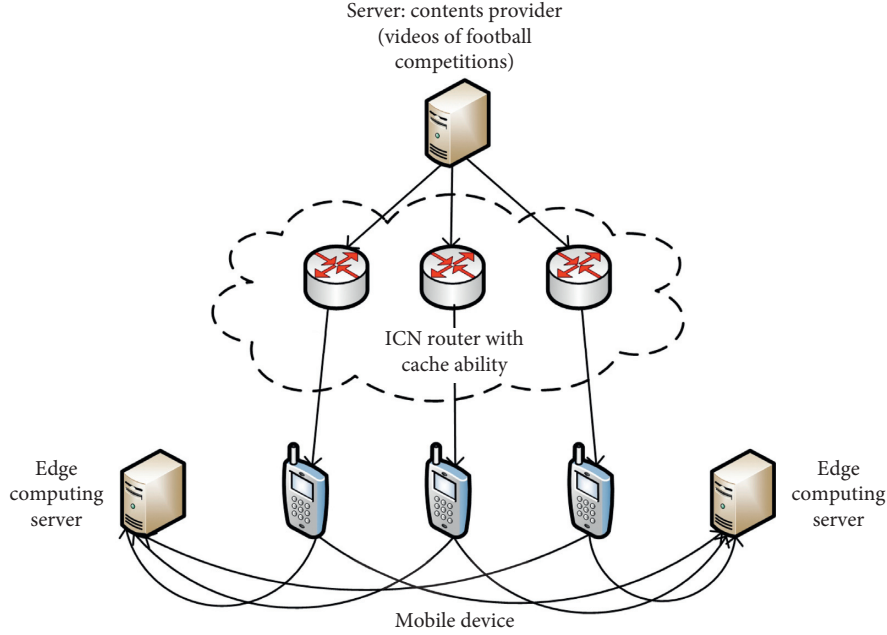 Server: contents provider
(videos of football
competitions)
ICN router with
cache ability
Edge
computing
server
Edge
computing
server
Mobile device